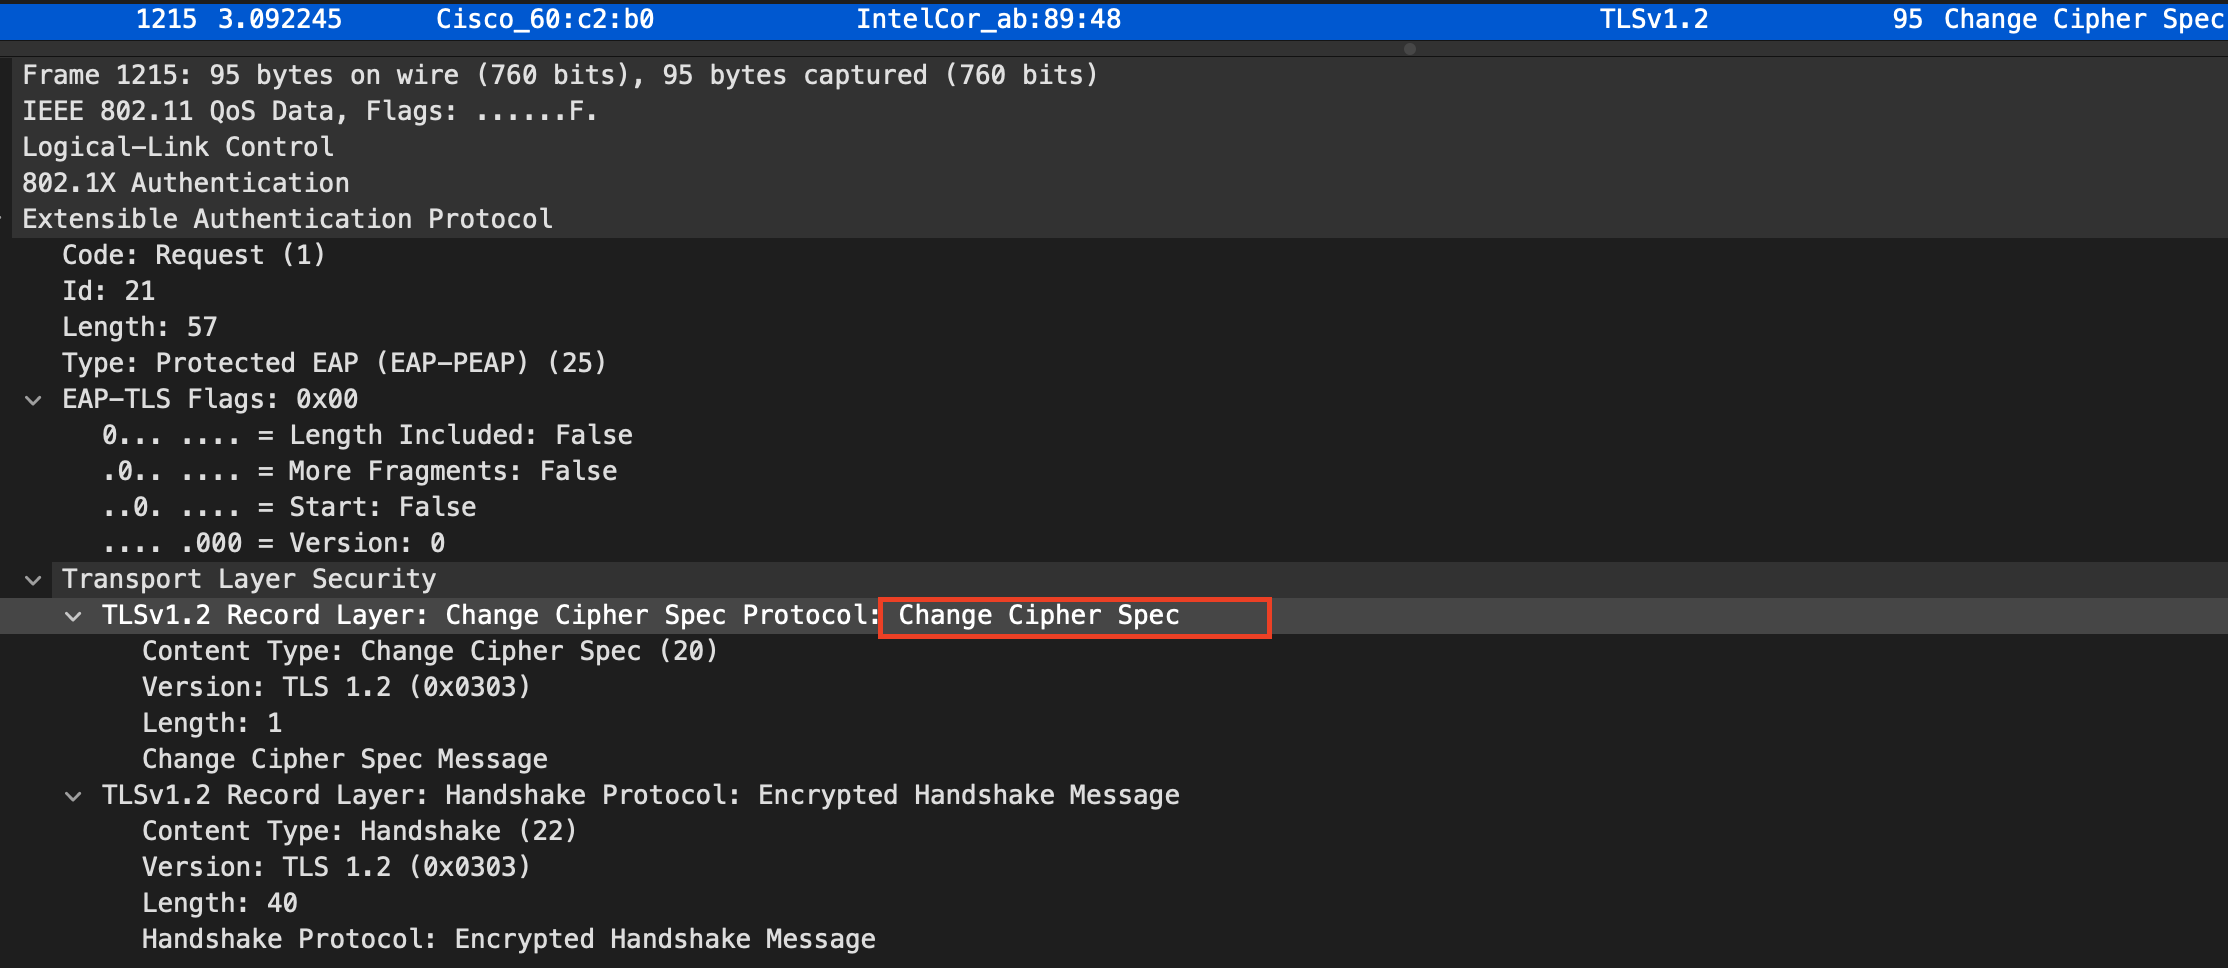 1215 3.092245 Cisco_60:c2:b0 IntelCor_ab:89:48 TLSv1.2 95 Change Cipher Spec
Frame 1215: 95 bytes on wire (760 bits), 95 bytes captured (760 bits)
IEEE 802.11 QoS Data, Flags: ......F.
Logical-Link Control
802.1X Authentication
Extensible Authentication Protocol
Code: Request (1)
Id: 21
Length: 57
Type: Protected EAP (EAP-PEAP) (25)
EAP-TLS Flags: 0x00
0... .... = Length Included: False
.0.. .... = More Fragments: False
..0. .... = Start: False
.... .000 = Version: 0
Transport Layer Security
TLSv1.2 Record Layer: Change Cipher Spec Protocol: Change Cipher Spec
Content Type: Change Cipher Spec (20)
Version: TLS 1.2 (0x0303)
Length: 1
Change Cipher Spec Message
TLSv1.2 Record Layer: Handshake Protocol: Encrypted Handshake Message
Content Type: Handshake (22)
Version: TLS 1.2 (0x0303)
Length: 40
Handshake Protocol: Encrypted Handshake Message